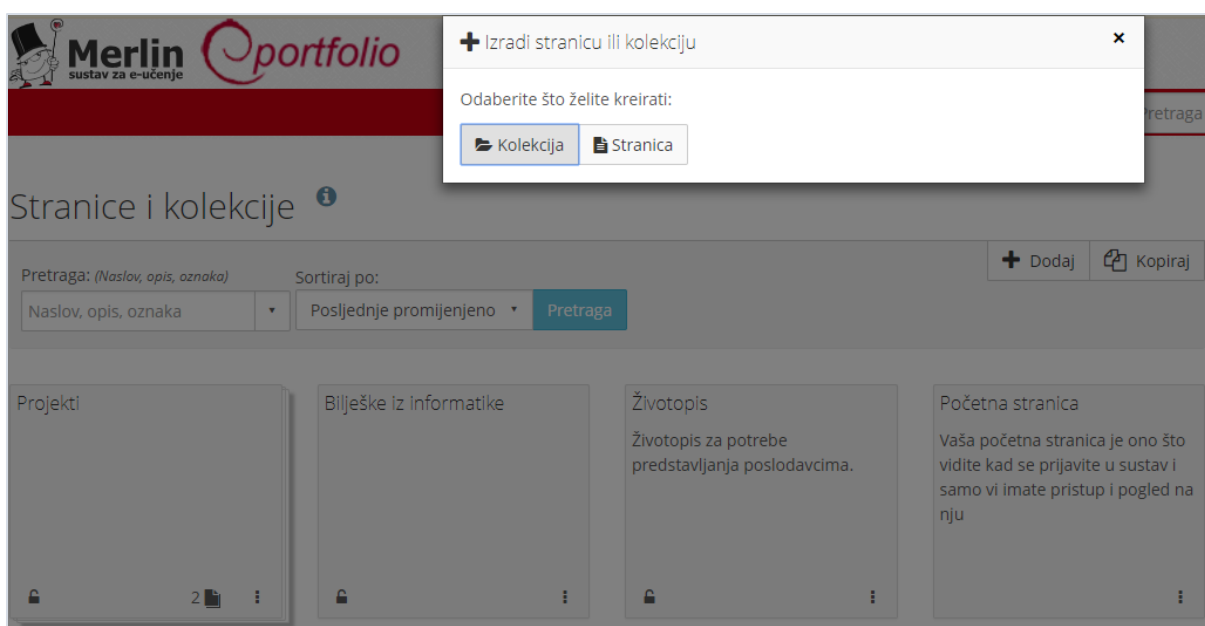 Merlin
sustav za e-učenje
portfolio
Izradi stranicu ili kolekciju
Odaberite što želite kreirati:
Kolekcija Stranica
Pretraga
Stranice i kolekcije
Dodaj Kopiraj
Pretraga: (Naslov, opis, oznaka) Sortiraj po:
Naslov, opis, oznaka Posljednje promijenjeno Pretraga
Projekti
2
Bilješke iz informatike
Životopis
Životopis za potrebe
predstavljanja poslodavcima.
Početna stranica
Vaša početna stranica je ono što
vidite kad se prijavite u sustav i
samo vi imate pristup i pogled na
nju